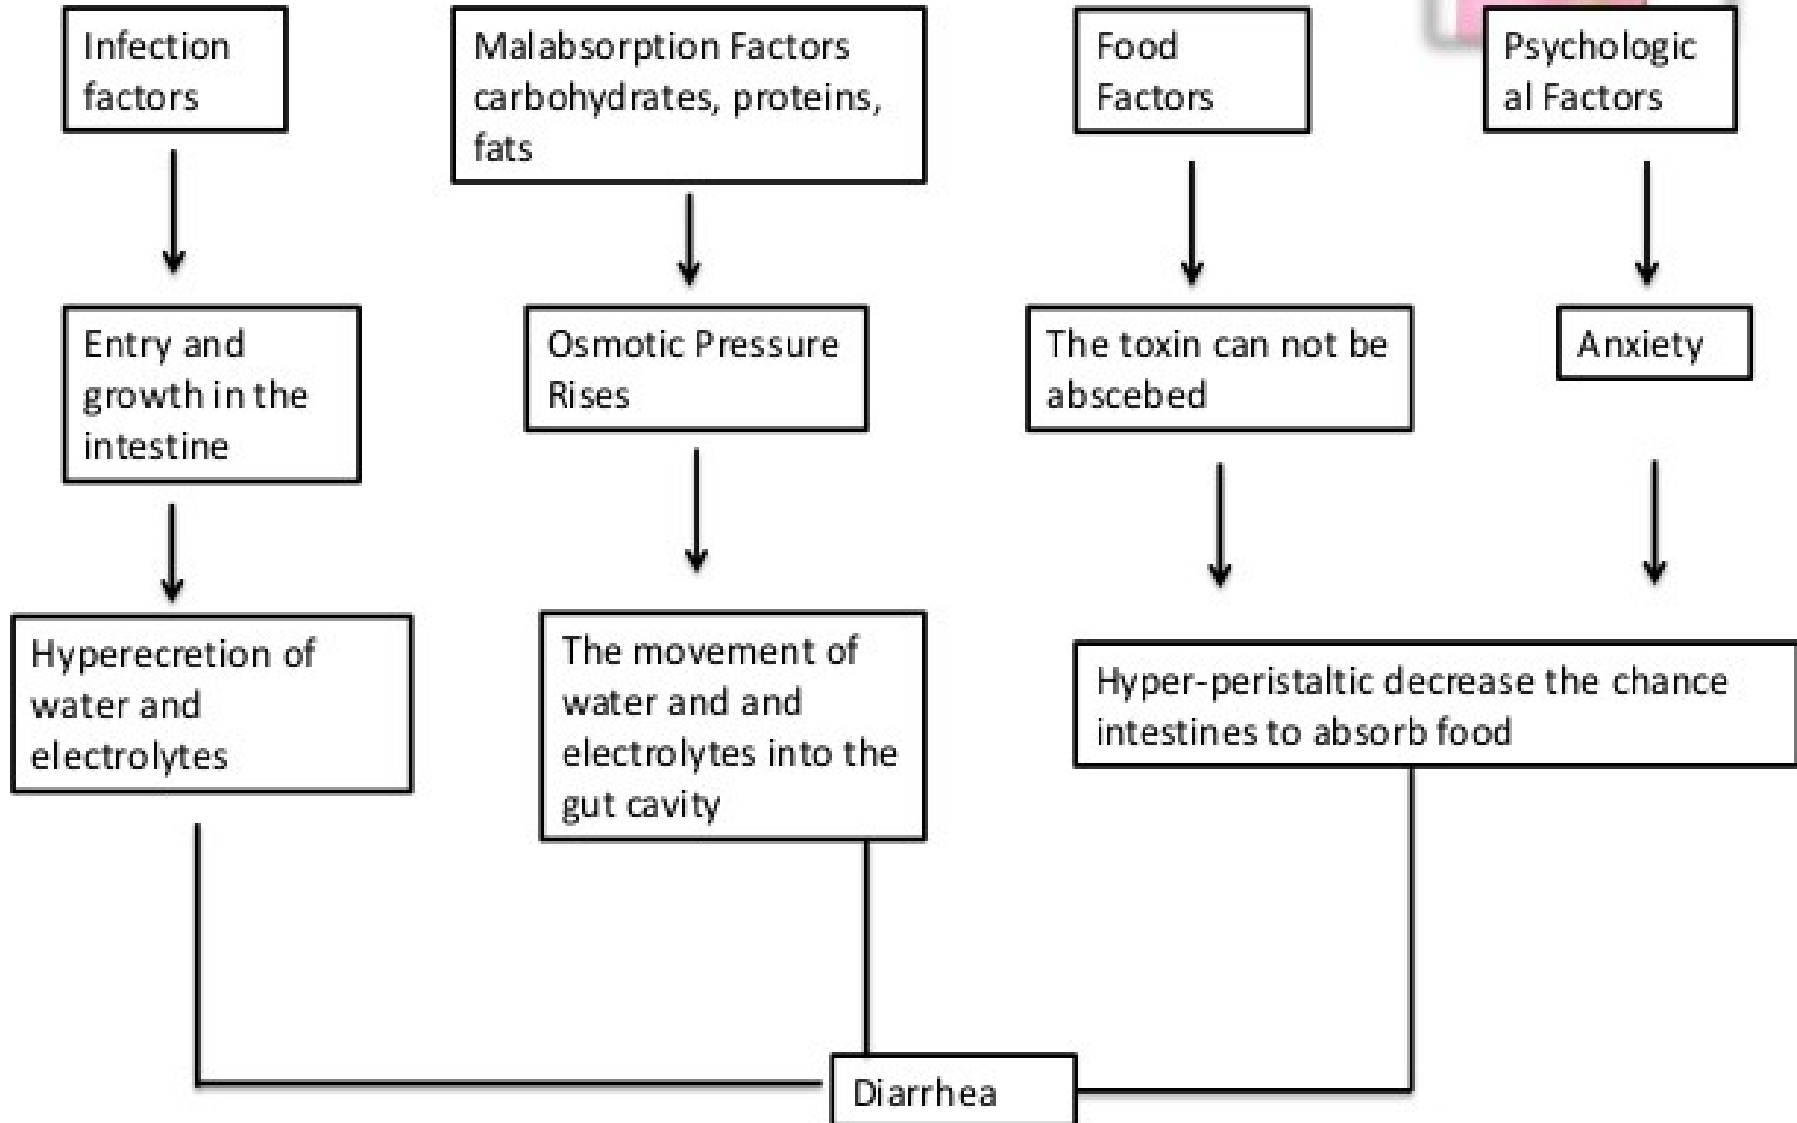 Infection
factors
Malabsorption Factors
carbohydrates, proteins,
fats
Food
Factors
Psychologic
al Factors
Entry and
growth in the
intestine
Osmotic Pressure
Rises
The toxin can not be
abscebed
Anxiety
Hyperecretion of
water and
electrolytes
The movement of
water and and
electrolytes into the
gut cavity
Hyper-peristaltic decrease the chance
intestines to absorb food
Diarrhea